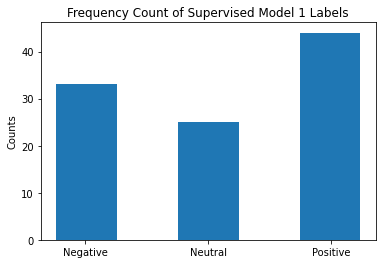 Frequency Count of Supervised Model 1 Labels
40
30
20
10
0
Counts
Negative Neutral Positive